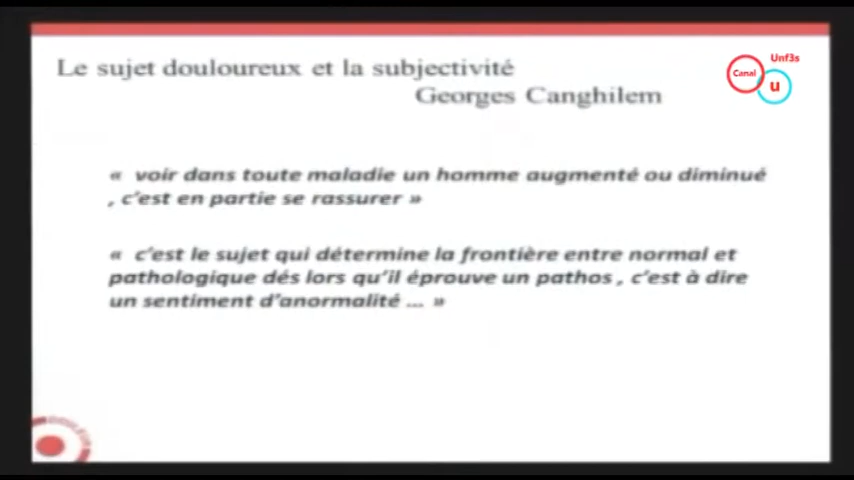 Le sujet douloureux et la subjectivité
Georges Canghilem
Canal
u
Unf3s
« voir dans toute maladie un homme augmenté ou diminué
, c'est en partie se rassurer »
« c'est le sujet qui détermine la frontière entre normal et
pathologique dés lors qu'il éprouve un pathos , c'est à dire
un sentiment d'anormalité ... »